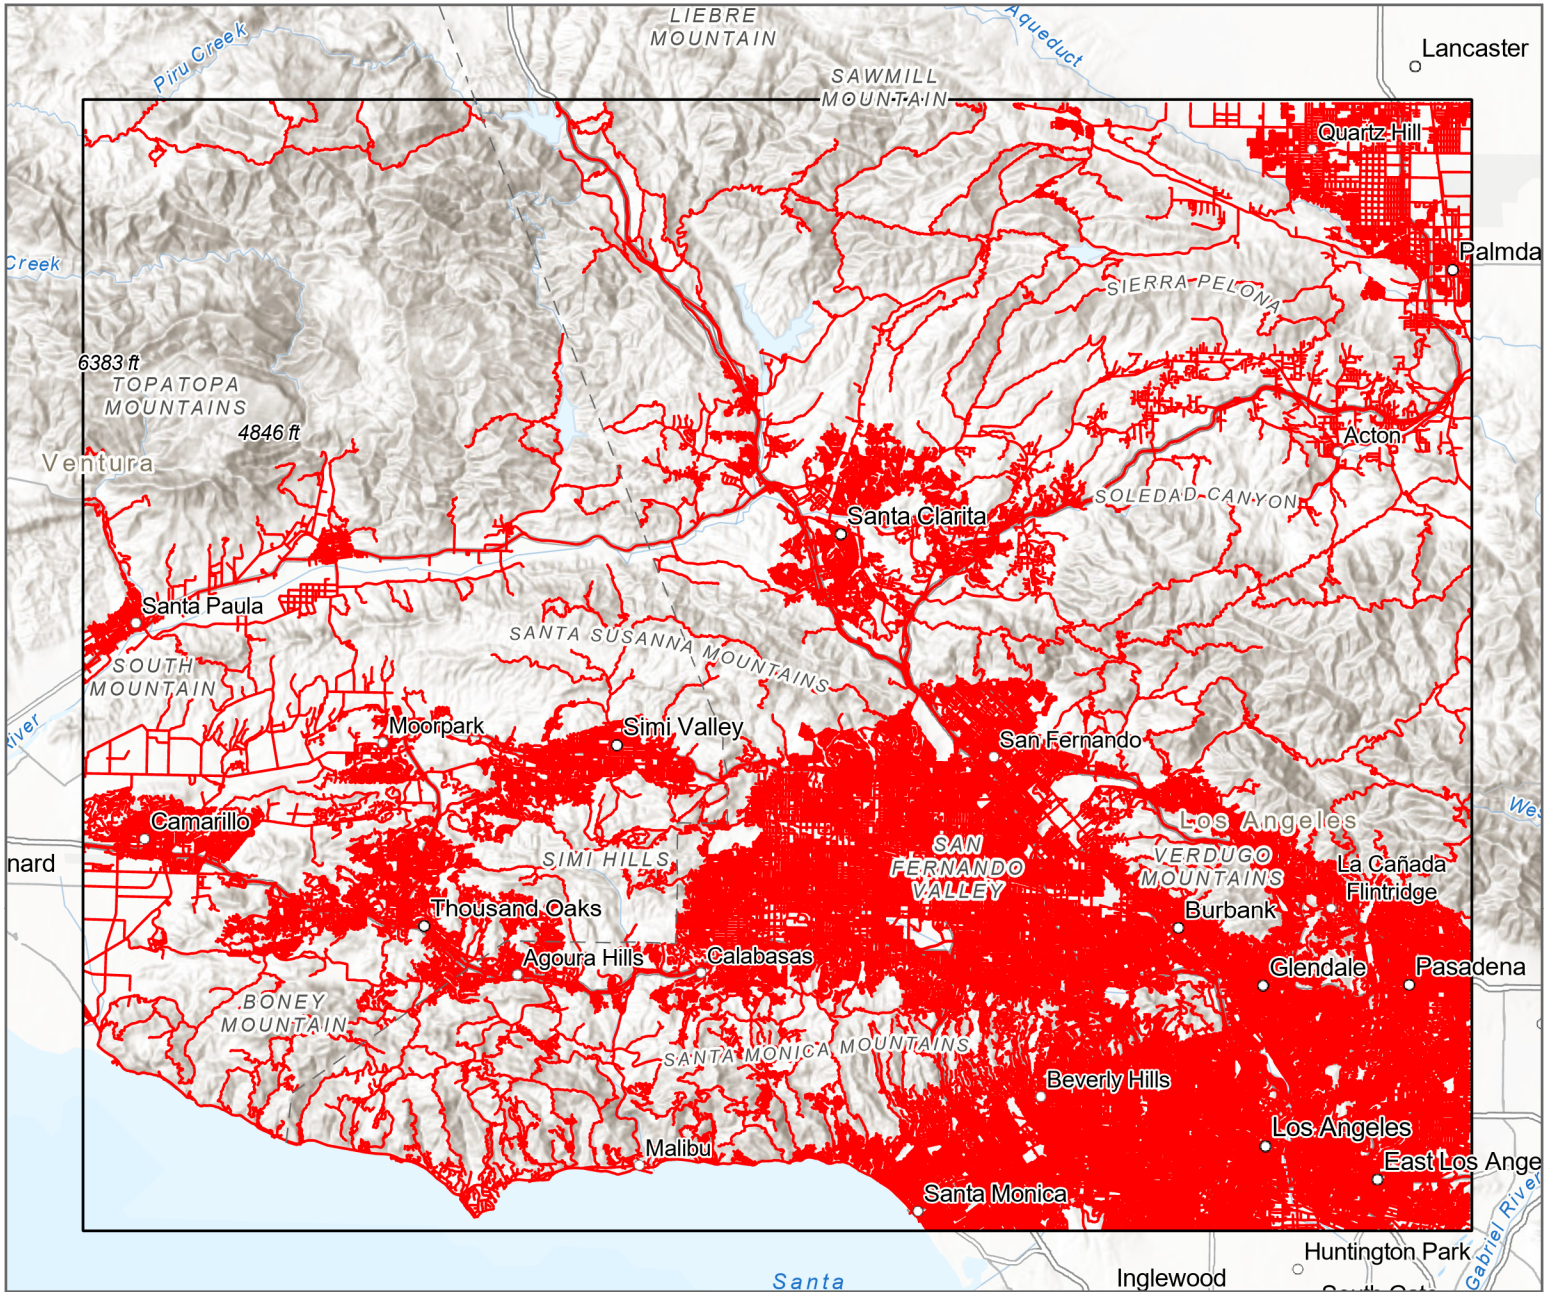 LIEBRE
MOUNTAIN
Aqueduct
Piru Creek
Lancaster
SAWMILL
MOUNTAIN
Quartz Hill
Creek
Palmda
SIERRA PELONA
6383 ft
TOPATOPA
MOUNTAINS
4846 ft
Acton
Ventura
SOLEDAD CANYON
Santa Clarita
Santa Paula
SANTA SUSANNA MOUNTAINS
SOUTH
MOUNTAIN
River
Moorpark
Simi Valley
San Fernando
Camarillo
Los Angeles
Wes
nard
SIMI HILLS
SAN
FERNANDO
VALLEY
VERDUGO
MOUNTAINS
La Cañada
Flintridge
Thousand Oaks
Burbank
Agoura Hills
Calabasas
Glendale
Pasadena
BONEY
MOUNTAIN
SANTA MONICA MOUNTAINS
Beverly Hills
Los Angeles
Malibu
East Los Ange
Santa Monica
Gabriel River
Huntington Park
Santa
Inglewood